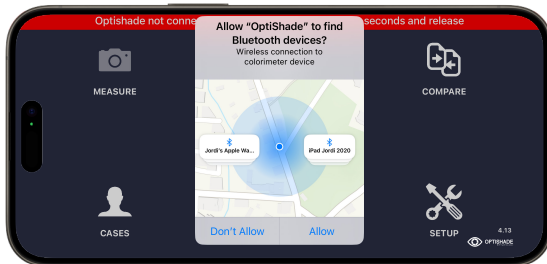 Optishade not conne
seconds and release
Allow “OptiShade” to find
Bluetooth devices?
Wireless connection to
colorimeter device
MEASURE
COMPARE
Jordi's Apple Wa...
iPad Jordi 2020
CASES
SETUP
Don't Allow
Allow
4.13
OPTISHADE